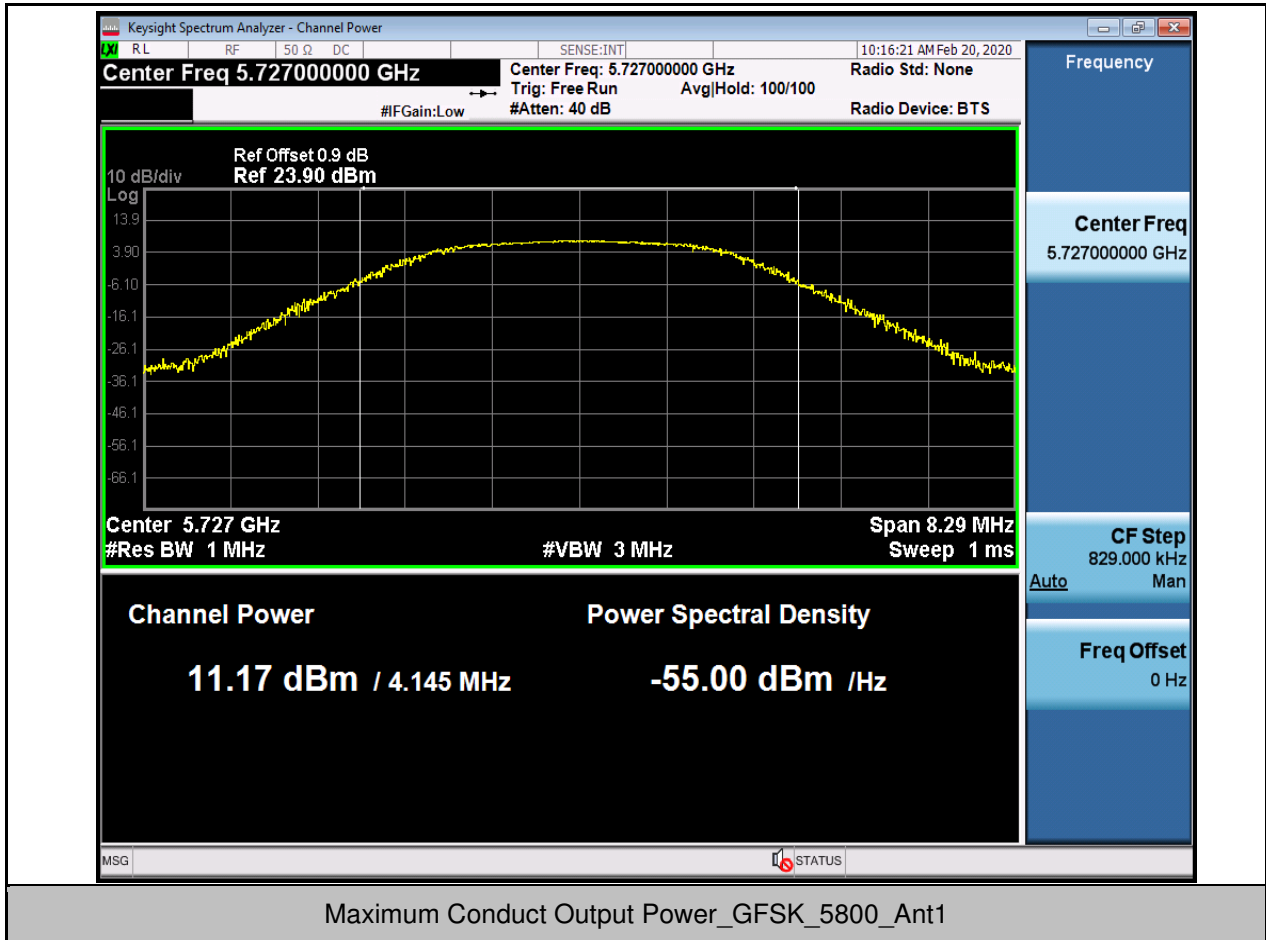 Keysight Spectrum Analyzer - Channel Power
LXI RL RF 50 Ω DC SENSE:INT 10:16:21 AM Feb 20, 2020
Center Freq 5.727000000 GHz
Center Freq: 5.727000000 GHz Radio Std: None
Trig: Free Run Avg|Hold: 100/100
#IFGain:Low #Atten: 40 dB Radio Device: BTS
Frequency
Ref Offset 0.9 dB
10 dB/div Ref 23.90 dBm
Log
13.9
3.90
-6.10
-16.1
-26.1
-36.1
-46.1
-56.1
-66.1
Center 5.727 GHz Span 8.29 MHz
#Res BW 1 MHz #VBW 3 MHz Sweep 1 ms
Channel Power Power Spectral Density
11.17 dBm / 4.145 MHz -55.00 dBm /Hz
Center Freq
5.727000000 GHz
CF Step
829.000 kHz
Auto Man
Freq Offset
0 Hz
MSG STATUS
Maximum Conduct Output Power_GFSK_5800_Ant1